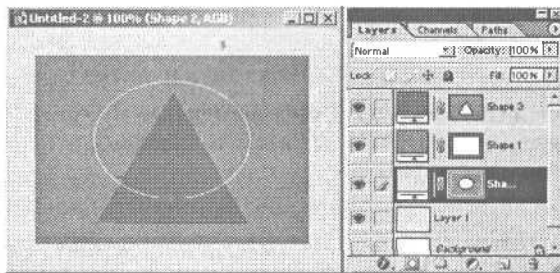 Untitled-2 @ 100% (Shape 2, RGB)
Layers Channels Paths
Normal Opacity: 100%
Lock: Fill: 100%
Shape 3
Shape 1
Sha...
Layer 1
Background